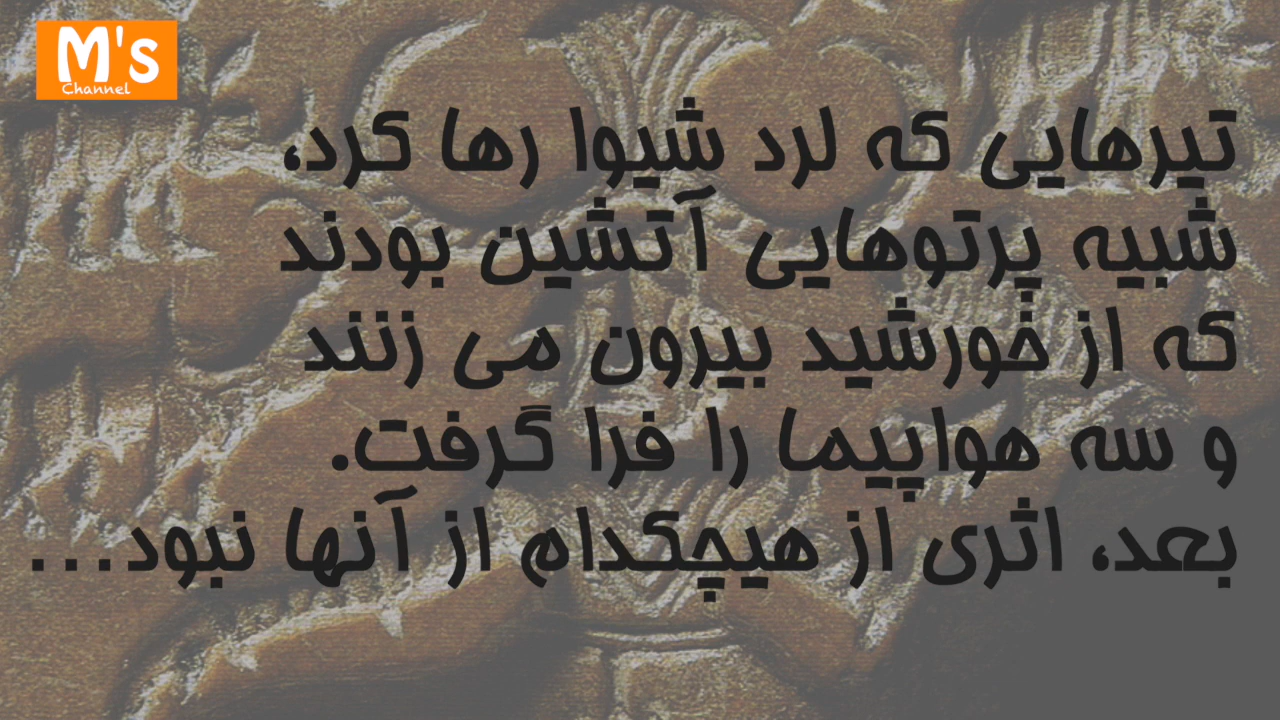 M's
Channel
تیرهایی که لرد شیوا رها کرد،
شبیه پرتوهایی آتشین بودند
که از خورشید بیرون می زنند
و سه هواپیما را فرا گرفت.
بعد، اثری از هیچکدام از آنها نبود...